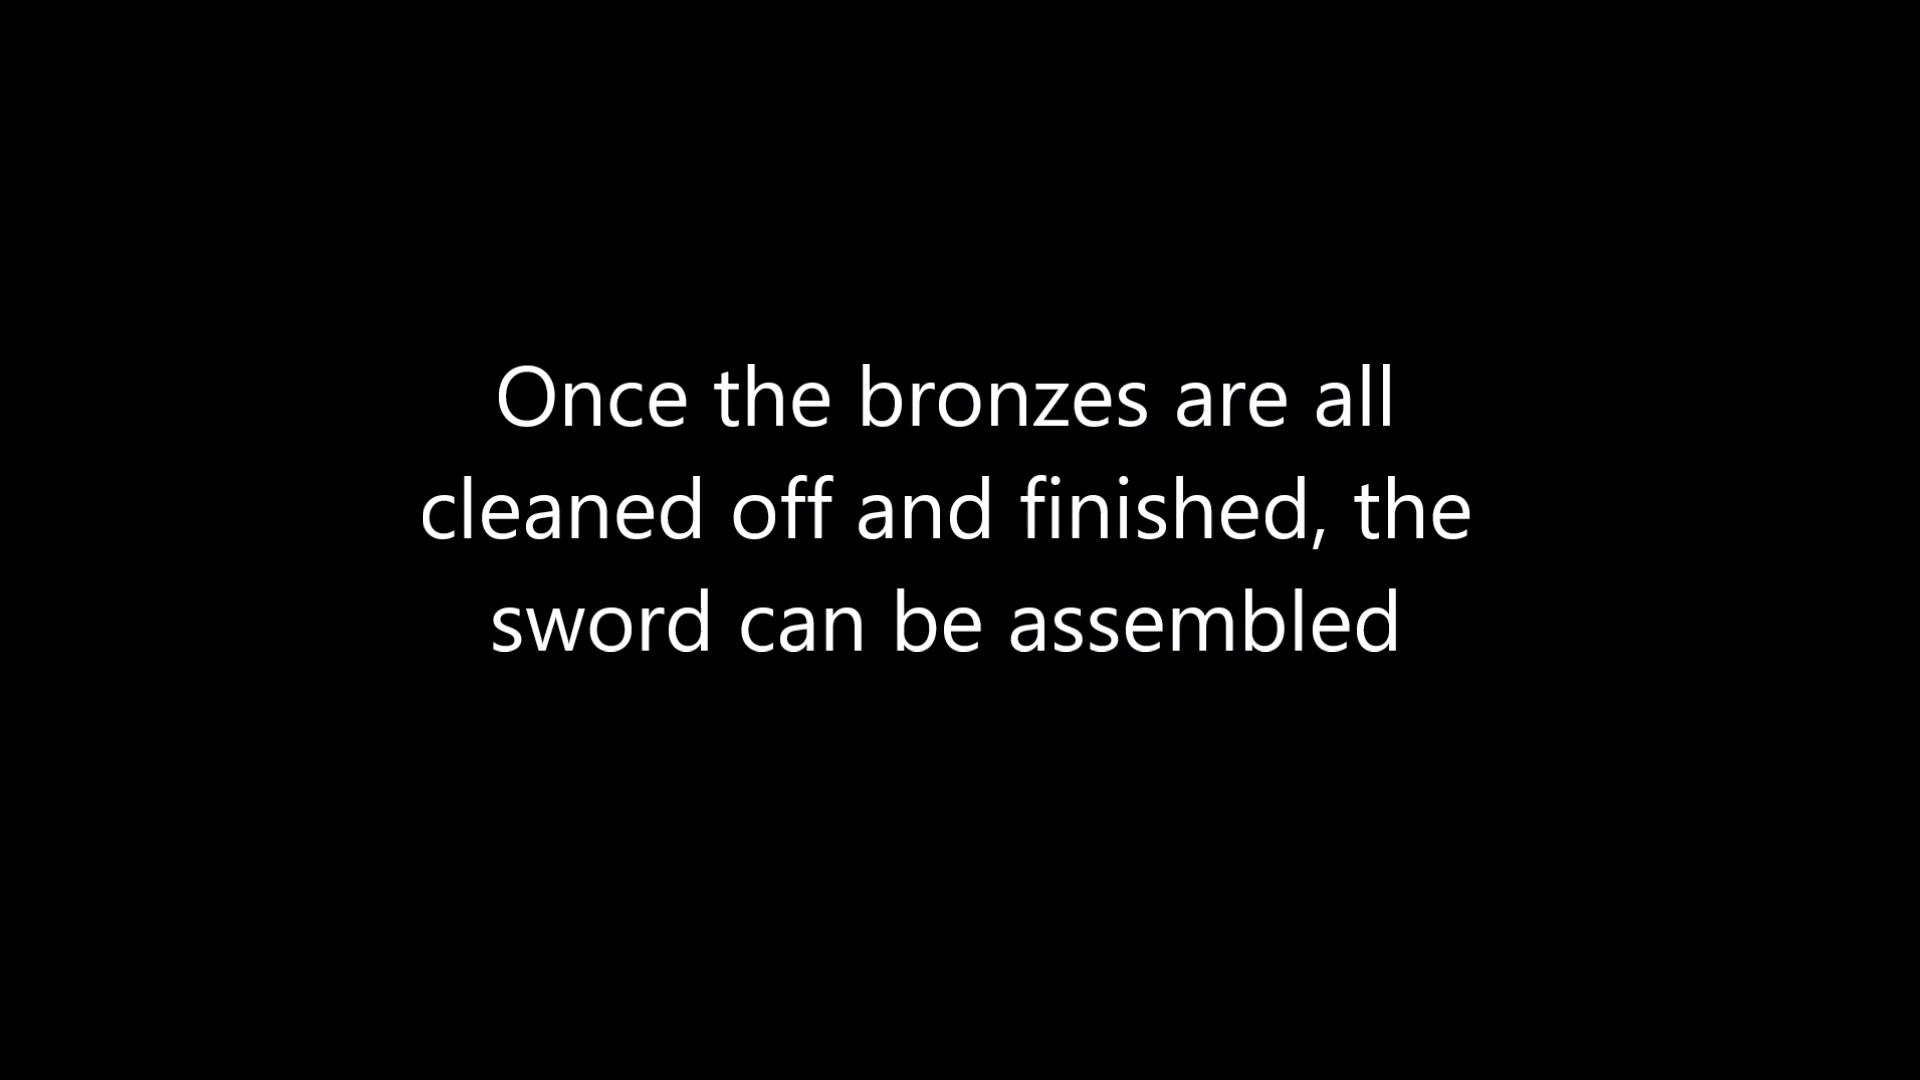 Once the bronzes are all
cleaned off and finished, the
sword can be assembled